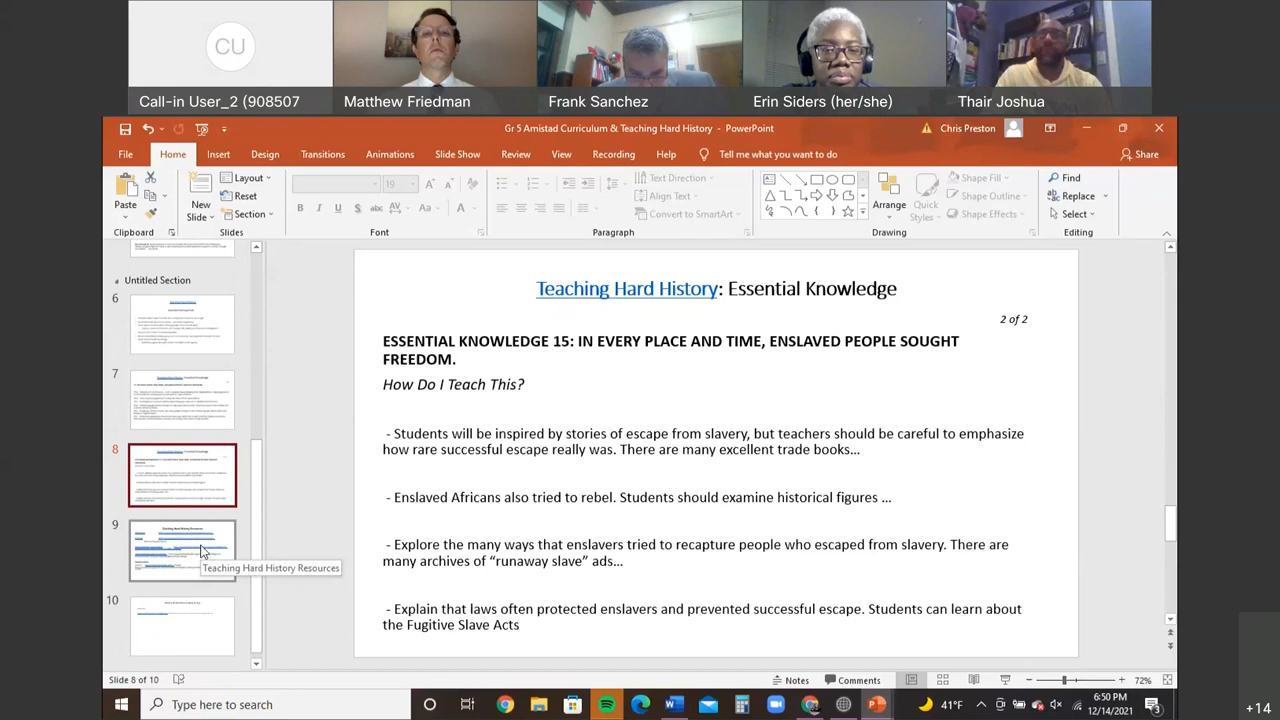 CU
Call-in User_2 (908507
Matthew Friedman
Frank Sanchez
Erin Siders (her/she)
Thair Joshua
Gr 5 Amistad Curriculum & Teaching Hard History - PowerPoint
Chris Preston
File
Home
Insert
Design
Transitions
Animations
Slide Show
Review
View
Recording
Help
Tell me what you want to do
Share
Paste
New
Slide
Layout
Reset
Section
19
Text Direction
Align Text
Convert to SmartArt
Arrange
Quick
Styles
Shape Fill
Shape Outline
Shape Effects
Find
Replace
Select
Clipboard
Slides
Font
Paragraph
Drawing
Editing
Untitled Section
6
7
8
9
10
Teaching Hard History Resources
Teaching Hard History: Essential Knowledge
2 of 2
ESSENTIAL KNOWLEDGE 15: IN EVERY PLACE AND TIME, ENSLAVED PEOPLE SOUGHT
FREEDOM.
How Do I Teach This?
- Students will be inspired by stories of escape from slavery, but teachers should be careful to emphasize
how rare successful escape really was. There are many excellent trade books…
- Enslaved Africans also tried to rebel. Students should examine historical figures …
- Explore the many ways that enslavers tried to recapture people who escaped from slavery. There are
many archives of “runaway slave” ads…
- Explain that laws often protected enslavers and prevented successful escape. Students can learn about
the Fugitive Slave Acts
Slide 8 of 10
Notes
Comments
72%
Type here to search
41°F
6:50 PM
12/14/2021
3
+14